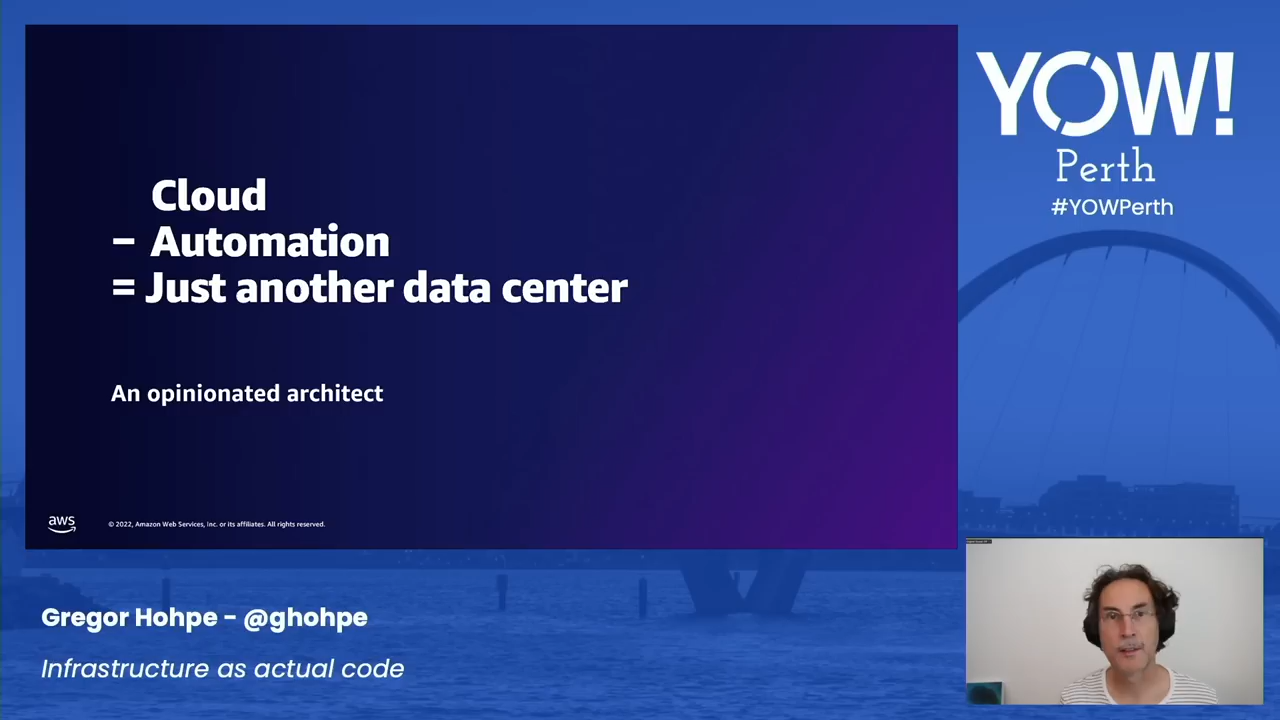 Cloud
– Automation
= Just another data center
An opinionated architect
aws
© 2022, Amazon Web Services, Inc. or its affiliates. All rights reserved.
YOW!
Perth
#YOWPerth
Gregor Hohpe – @ghohpe
Infrastructure as actual code